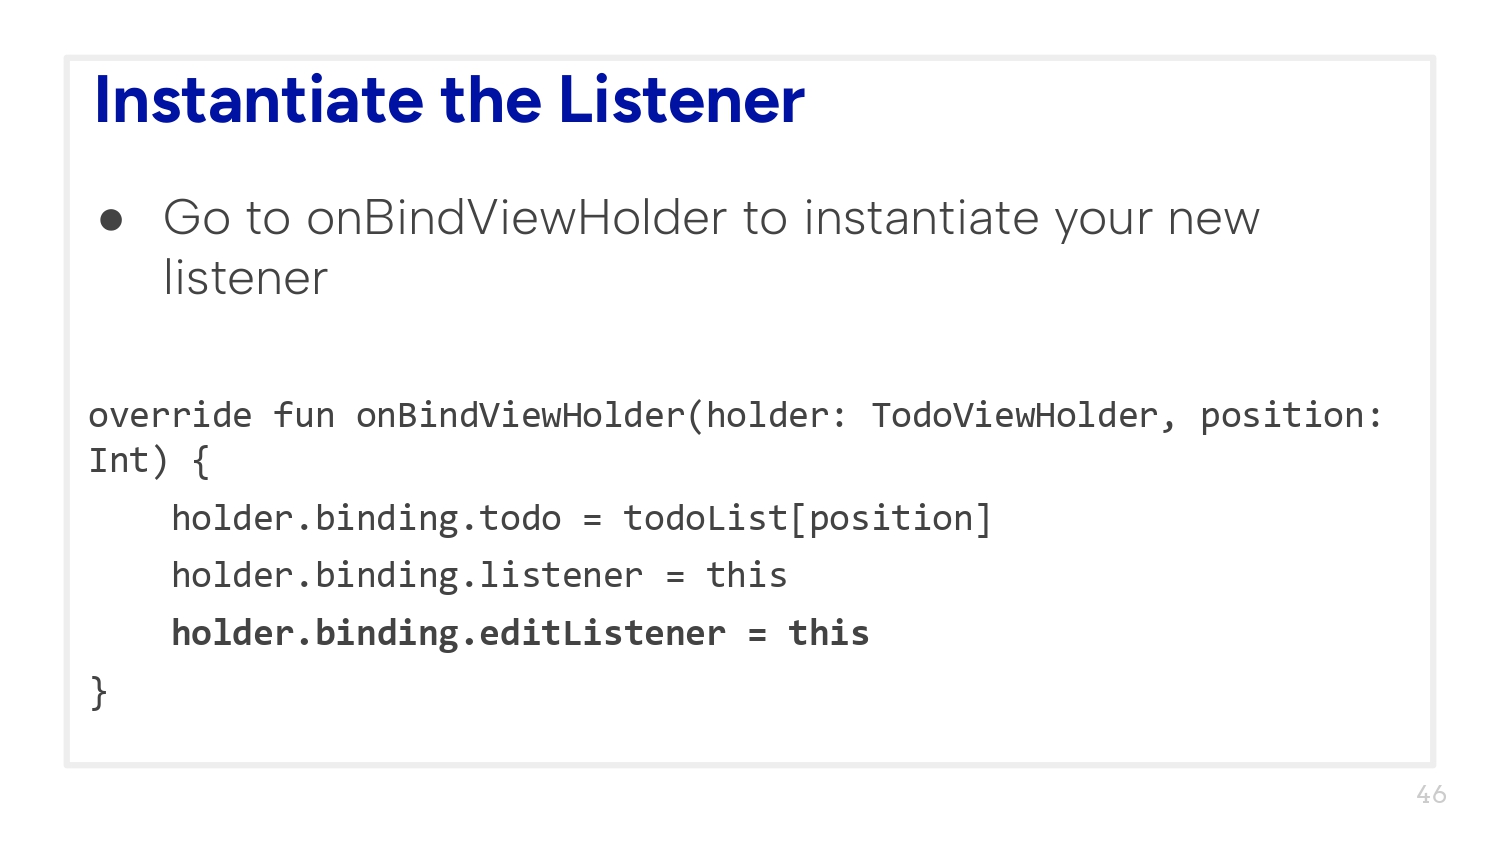 Instantiate the Listener
● Go to onBindViewHolder to instantiate your new
listener
override fun onBindViewHolder(holder: TodoViewHolder, position:
Int) {
    holder.binding.todo = todoList[position]
    holder.binding.listener = this
    holder.binding.editListener = this
}
46